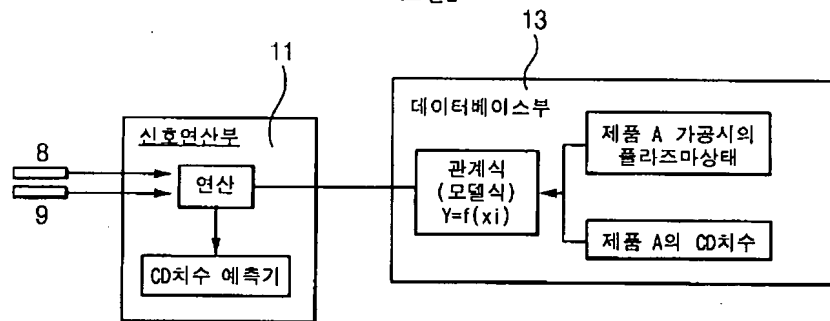 11
13
신호연산부
데이터베이스부
8
9
연산
CD치수 예측기
관계식
(모델식)
Y=f(xi)
제품 A 가공시의
플라즈마상태
제품 A의 CD치수